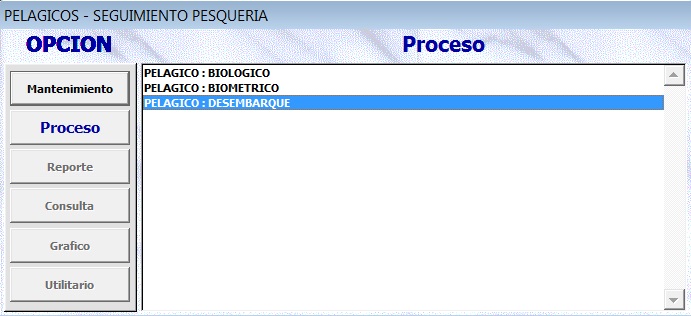 PELAGICOS - SEGUIMIENTO PESQUERIA
OPCION
Proceso
Mantenimiento
Proceso
Reporte
Consulta
Grafico
Utilitario
PELAGICO : BIOLOGICO
PELAGICO : BIOMETRICO
PELAGICO : DESEMBARQUE